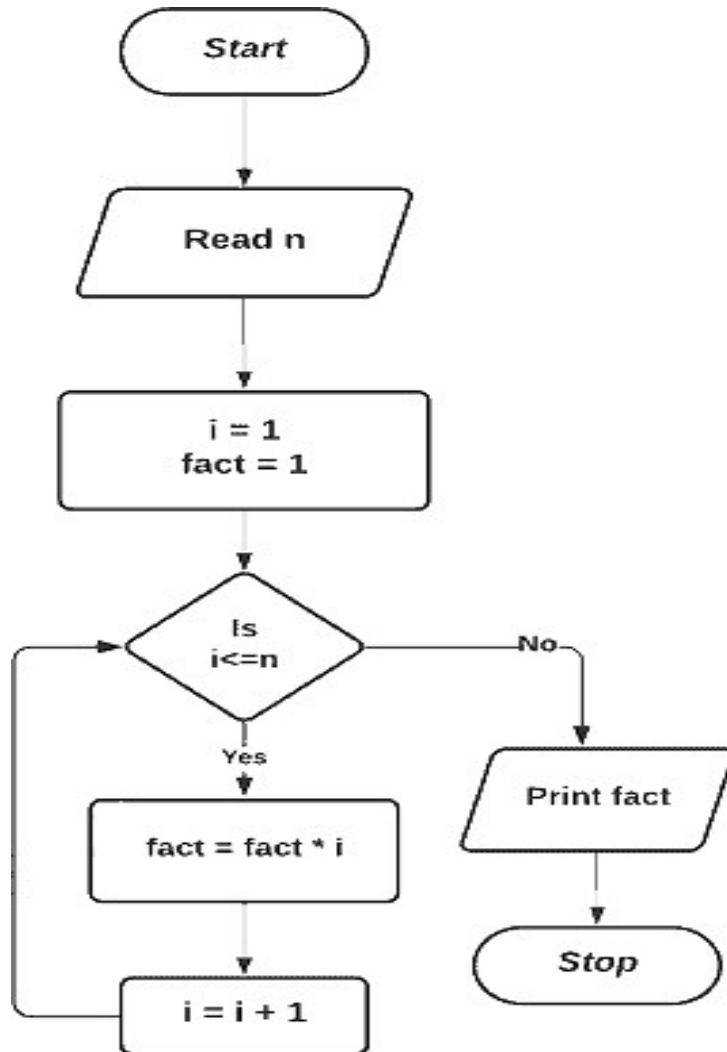 Start
Read n
i = 1
fact = 1
Is
i<=n
No
Yes
Print fact
fact = fact * i
Stop
i = i + 1